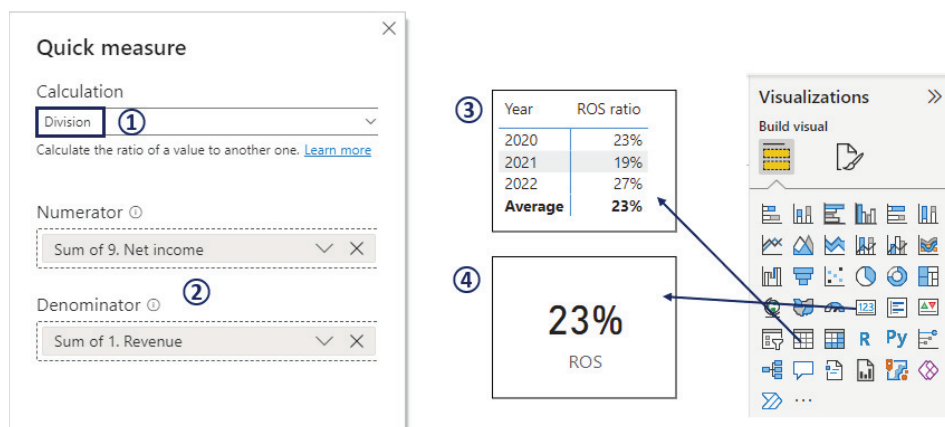 Quick measure
Calculation
Division
①
Calculate the ratio of a value to another one. Learn more
Numerator
Sum of 9. Net income
②
Denominator
Sum of 1. Revenue
③
Year ROS ratio
2020 23%
2021 19%
2022 27%
Average 23%
④
23%
ROS
Visualizations
Build visual
123
R Py
...